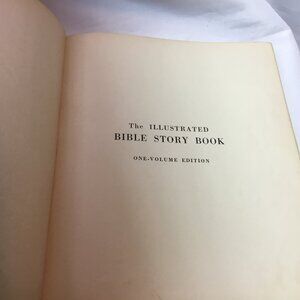 The ILLUSTRATED
BIBLE STORY BOOK
ONE-VOLUME EDITION